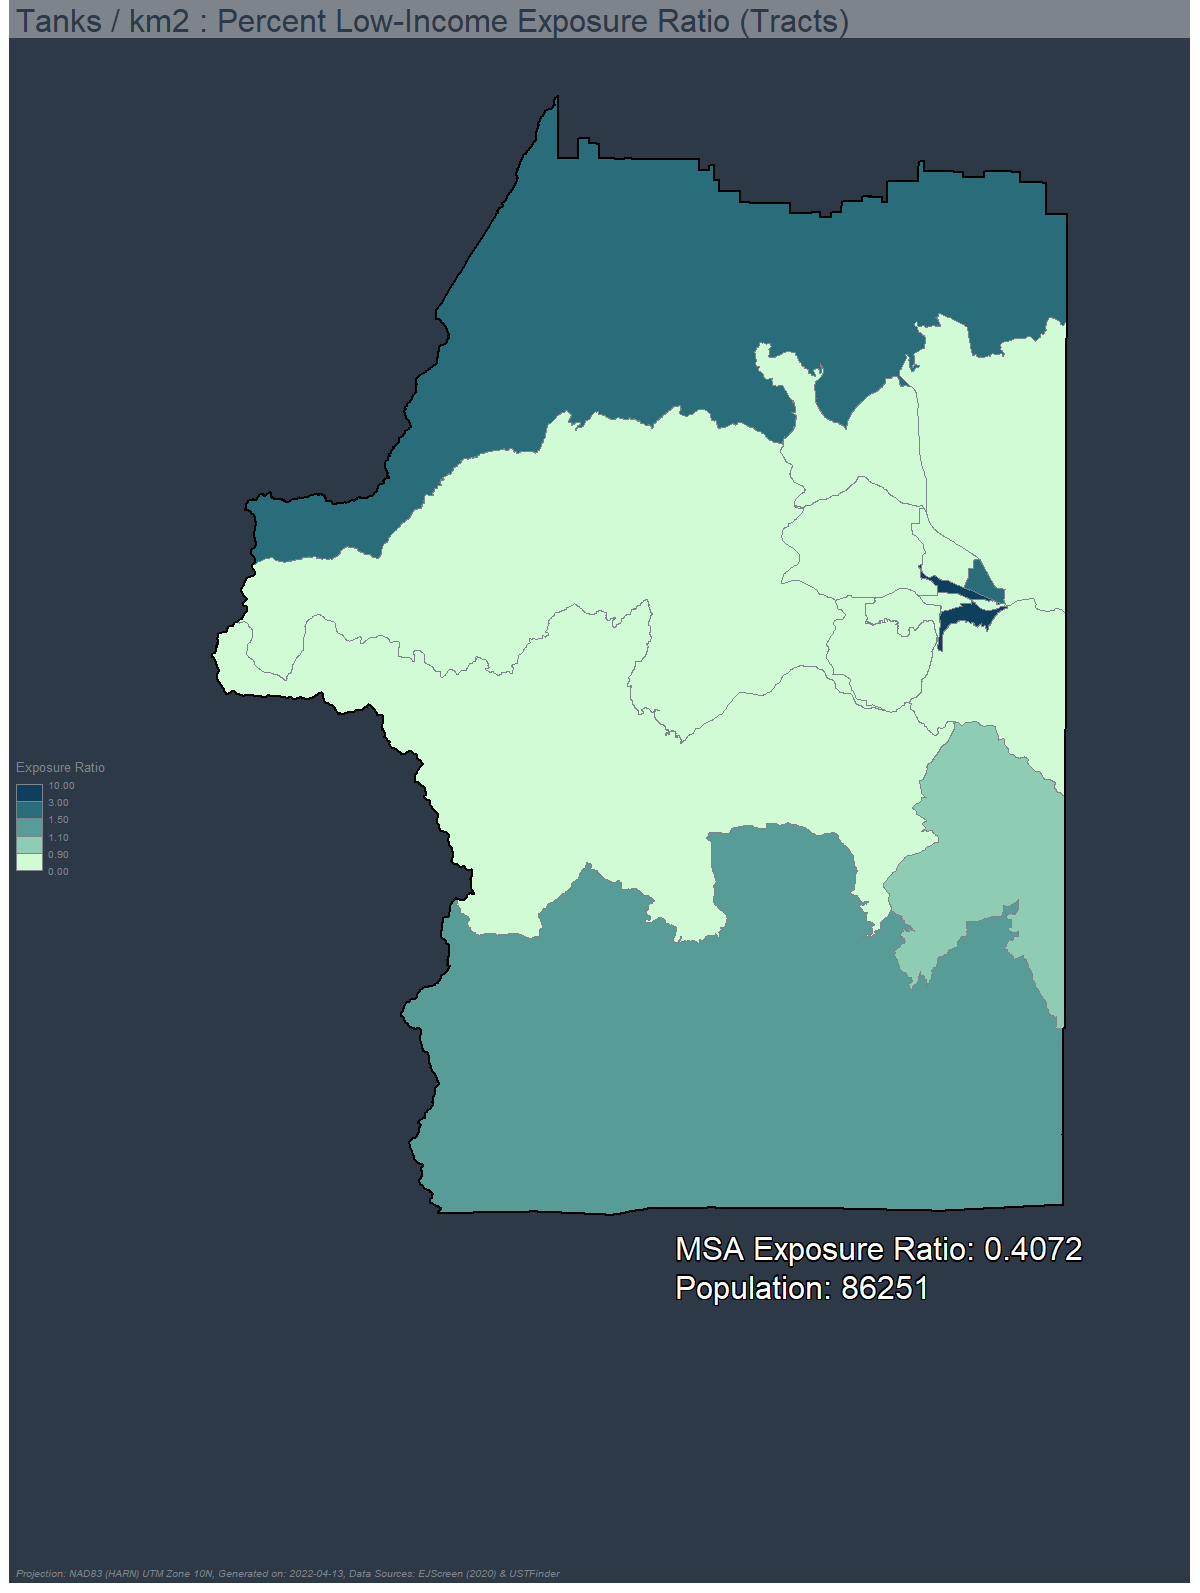 Tanks / km2 : Percent Low-Income Exposure Ratio (Tracts)
Exposure Ratio
10.00
3.00
1.50
1.10
0.90
0.00
MSA Exposure Ratio: 0.4072
Population: 86251
Projection: NAD83 (HARN) UTM Zone 10N, Generated on: 2022-04-13, Data Sources: EJScreen (2020) & USTFinder